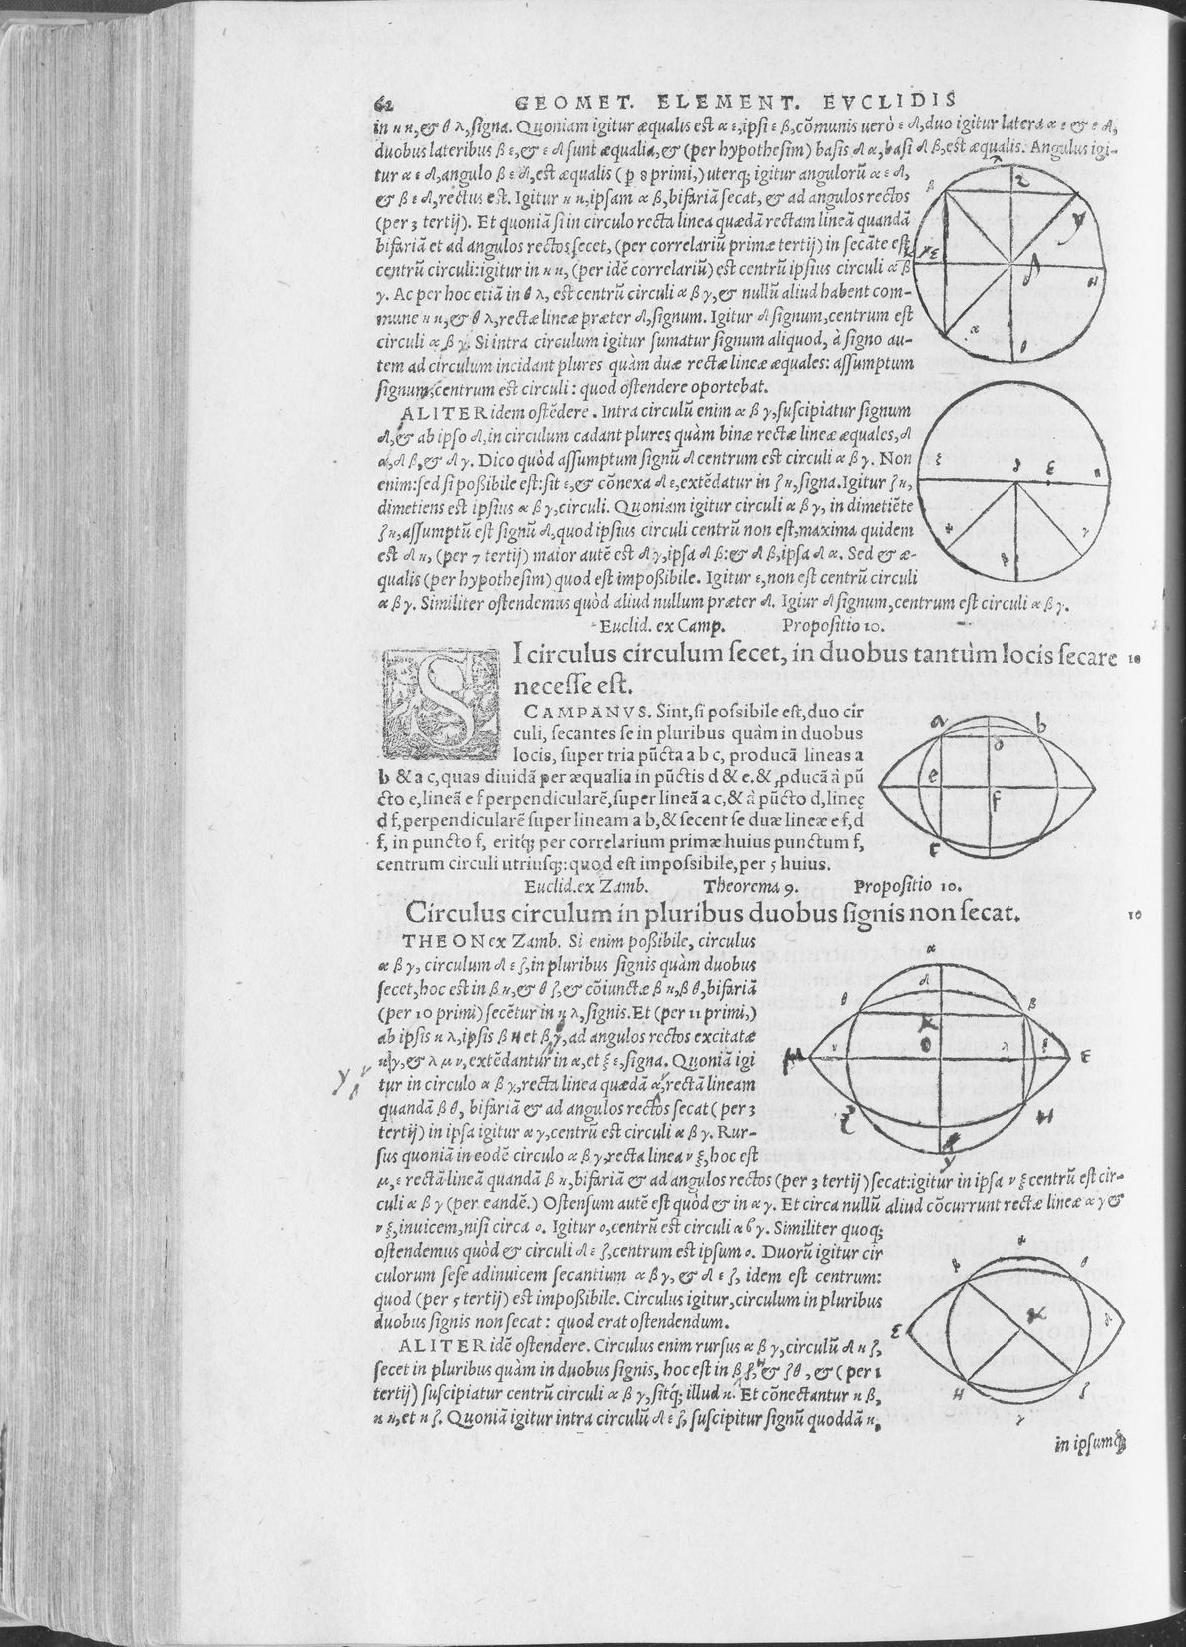 62 GEOMET. ELEMENT. EVCLIDIS
in η κ, & θ λ, ſigna. Quoniam igitur æqualis eſt α ε, ipſi ε β, cõmunis uerò ε δ, duo igitur latera α ε & ε δ,
duobus lateribus β ε, & ε δ ſunt æqualia, & (per hypotheſim) baſis δ α, baſi δ β, eſt æqualis. Angulus igi-
tur α ε δ, angulo β ε δ, eſt æqualis (p 8 primi,) uterq; igitur angulorũ α ε δ,
& β ε δ, rectus eſt. Igitur η κ, ipſam α β, bifariã ſecat, & ad angulos rectos
(per 3 tertij). Et quoniã ſi in circulo recta linea quædã rectam lineã quandã
bifariã et ad angulos rectos ſecet, (per correlariũ primæ tertij) in ſecãte eſt
centrũ circuli: igitur in η κ, (per idẽ correlariũ) eſt centrũ ipſius circuli α β
γ. Ac per hoc etiã in θ λ, eſt centrũ circuli α β γ, & nullũ aliud habent com-
mune η κ, & θ λ, rectæ lineæ præter δ, ſignum. Igitur δ ſignum, centrum eſt
circuli α β γ. Si intra circulum igitur ſumatur ſignum aliquod, à ſigno au-
tem ad circulum incidant plures quàm duæ rectæ lineæ æquales: aſſumptum
ſignum, centrum eſt circuli: quod oſtendere oportebat.
ALITER idem oſtẽdere. Intra circulũ enim α β γ, ſuſcipiatur ſignum
δ, & ab ipſo δ, in circulum cadant plures quàm binæ rectæ lineæ æquales, δ
α, δ β, & δ γ. Dico quòd aſſumptum ſignũ δ centrum eſt circuli α β γ. Non
enim: ſed ſi poßibile eſt: ſit ε, & cõnexa δ ε, extẽdatur in ζ η, ſigna. Igitur ζ η,
dimetiens eſt ipſius α β γ, circuli. Quoniam igitur circuli α β γ, in dimetiẽte
ζ η, aſſumptũ eſt ſignũ δ, quod ipſius circuli centrũ non eſt, maxima quidem
eſt δ η, (per 7 tertij) maior autẽ eſt δ γ, ipſa δ β: & δ β, ipſa δ α. Sed & æ-
qualis (per hypotheſim) quod eſt impoßibile. Igitur ε, non eſt centrũ circuli
α β γ. Similiter oſtendemus quòd aliud nullum præter δ. Igiur δ ſignum, centrum eſt circuli α β γ.
Euclid. ex Camp. Propoſitio 10.
SI circulus circulum ſecet, in duobus tantùm locis ſecare 10
neceſſe eſt.
CAMPANVS. Sint, ſi poſsibile eſt, duo cir
culi, ſecantes ſe in pluribus quàm in duobus
locis, ſuper tria pũcta a b c, producã lineas a
b & a c, quas diuidã per æqualia in pũctis d & e, & ꝓducã à pũ
cto e, lineã e f perpendicularẽ, ſuper lineã a c, & à pũcto d, lineę
d f, perpendicularẽ ſuper lineam a b, & ſecent ſe duæ lineæ e f, d
f, in puncto f, eritq́; per correlarium primæ huius punctum f,
centrum circuli utriuſq;: quod eſt impoſsibile, per 5 huius.
Euclid. ex Zamb. Theorema 9. Propoſitio 10.
Circulus circulum in pluribus duobus ſignis non ſecat. 10
THEON ex Zamb. Si enim poßibile, circulus
α β γ, circulum δ ε ζ, in pluribus ſignis quàm duobus
ſecet, hoc eſt in β η, & θ ζ, & cõiunctæ β η, β θ, bifariã
(per 10 primi) ſecẽtur in κ λ, ſignis. Et (per 11 primi,)
ab ipſis κ λ, ipſis β η et β, ad angulos rectos excitatæ
& λ μ ν, extẽdantur in α, et ξ ε, ſigna. Quoniã igi
tur in circulo α β γ, recta linea quædã α, rectã lineam
quandã β θ, bifariã & ad angulos rectos ſecat (per 3
tertij) in ipſa igitur α γ, centrũ eſt circuli α β γ. Rur-
ſus quoniã in eodẽ circulo α β γ, recta linea ν ξ, hoc eſt
μ, ε rectã lineã quandã β η, bifariã & ad angulos rectos (per 3 tertij) ſecat: igitur in ipſa ν ξ centrũ eſt cir-
culi α β γ (per eandẽ.) Oſtenſum autẽ eſt quòd & in α γ. Et circa nullũ aliud cõcurrunt rectæ lineæ α γ &
ν ξ, inuicem, niſi circa ο. Igitur ο, centrũ eſt circuli α β γ. Similiter quoq;
oſtendemus quòd & circuli δ ε ζ, centrum eſt ipſum ο. Duorũ igitur cir
culorum ſeſe adinuicem ſecantium α β γ, & δ ε ζ, idem eſt centrum:
quod (per 5 tertij) eſt impoßibile. Circulus igitur, circulum in pluribus
duobus ſignis non ſecat: quod erat oſtendendum.
ALITER idẽ oſtendere. Circulus enim rurſus α β γ, circulũ δ η ζ,
ſecet in pluribus quàm in duobus ſignis, hoc eſt in β ζ, η & ζ θ, & (per 1
tertij) ſuſcipiatur centrũ circuli α β γ, ſitq́; illud κ. Et cõnectantur κ β,
κ η, et κ ζ. Quoniã igitur intra circulũ δ ε ζ, ſuſcipitur ſignũ quoddã κ,
in ipſumq́;